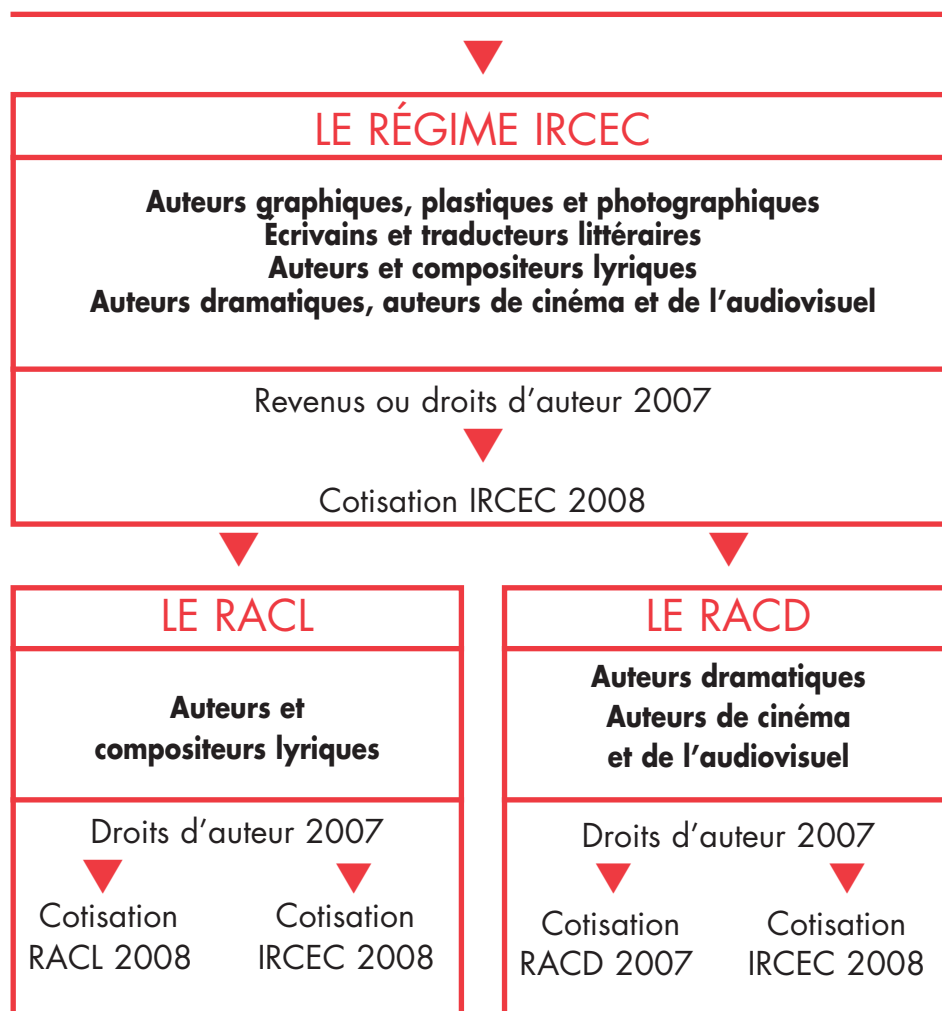 LE RÉGIME IRCEC
Auteurs graphiques, plastiques et photographiques
Écrivains et traducteurs littéraires
Auteurs et compositeurs lyriques
Auteurs dramatiques, auteurs de cinéma et de l'audiovisuel
Revenus ou droits d'auteur 2007
Cotisation IRCEC 2008
LE RACL
Auteurs et
compositeurs lyriques
Droits d'auteur 2007
Cotisation
RACL 2008
Cotisation
IRCEC 2008
LE RACD
Auteurs dramatiques
Auteurs de cinéma
et de l'audiovisuel
Droits d'auteur 2007
Cotisation
RACD 2007
Cotisation
IRCEC 2008